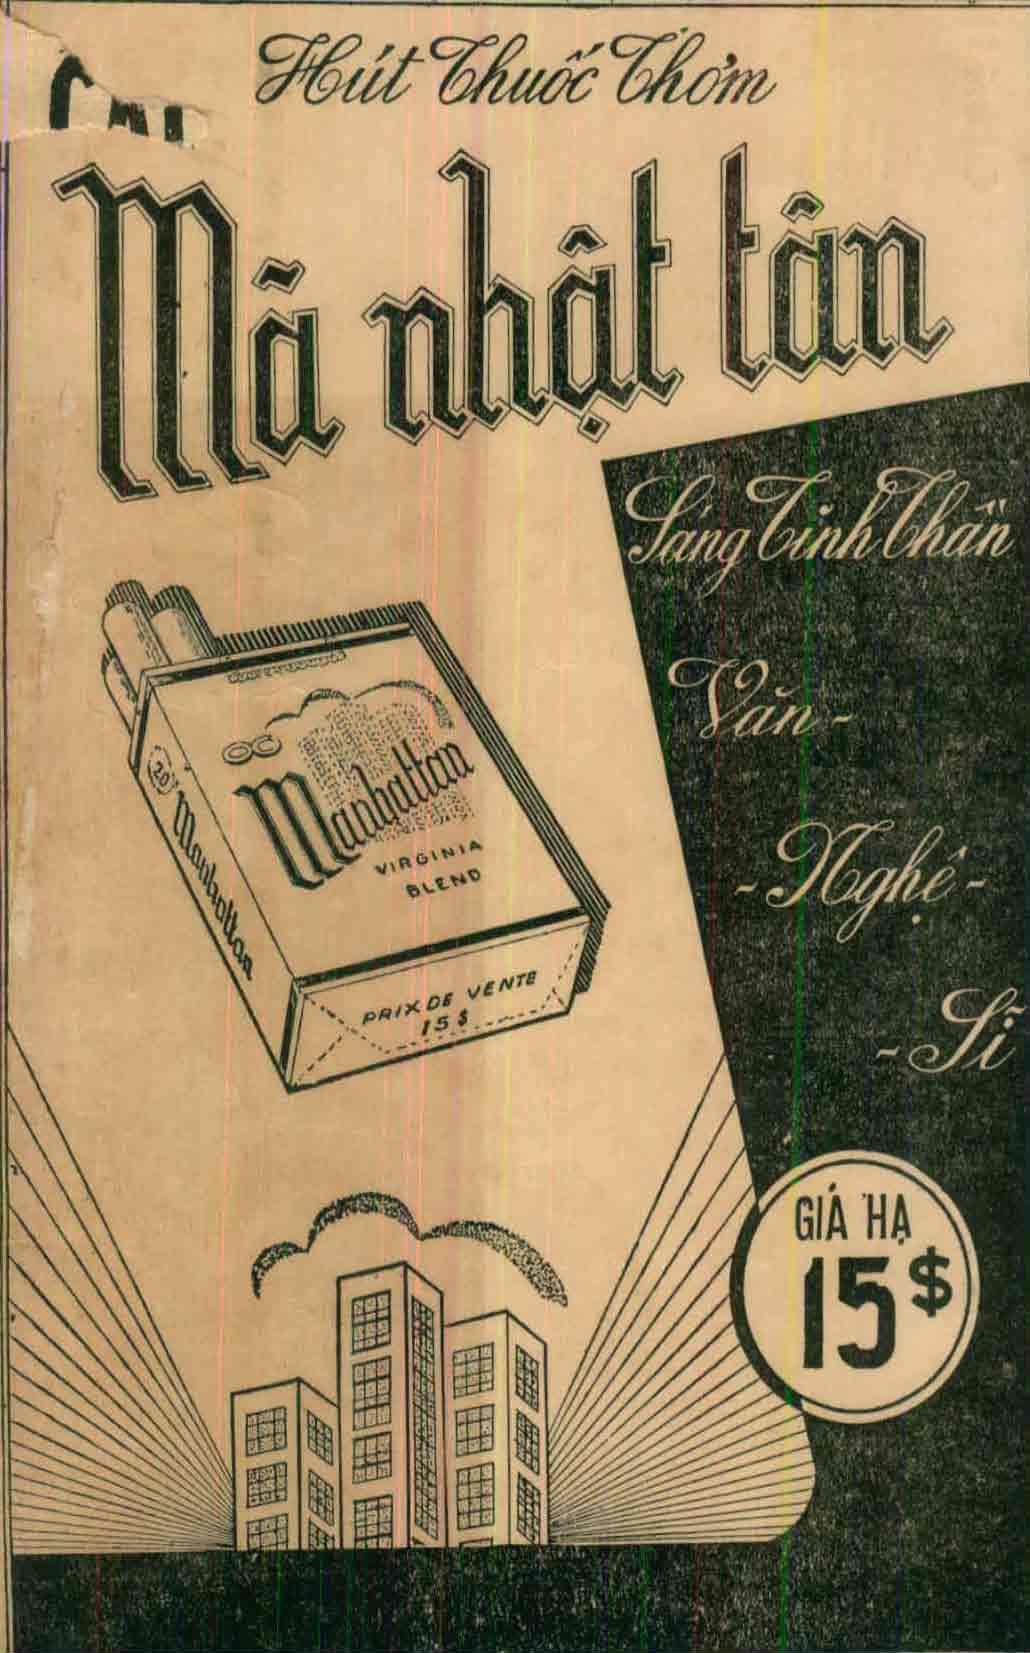 Hút Thuốc Thơm
Mã nhật tân
Sáng Tinh Thần
Văn-
-Nghệ-
-Sĩ
20
Manhattan
Manhattan
VIRGINIA
BLEND
PRIX DE VENTE
15$
GIÁ HẠ
15$